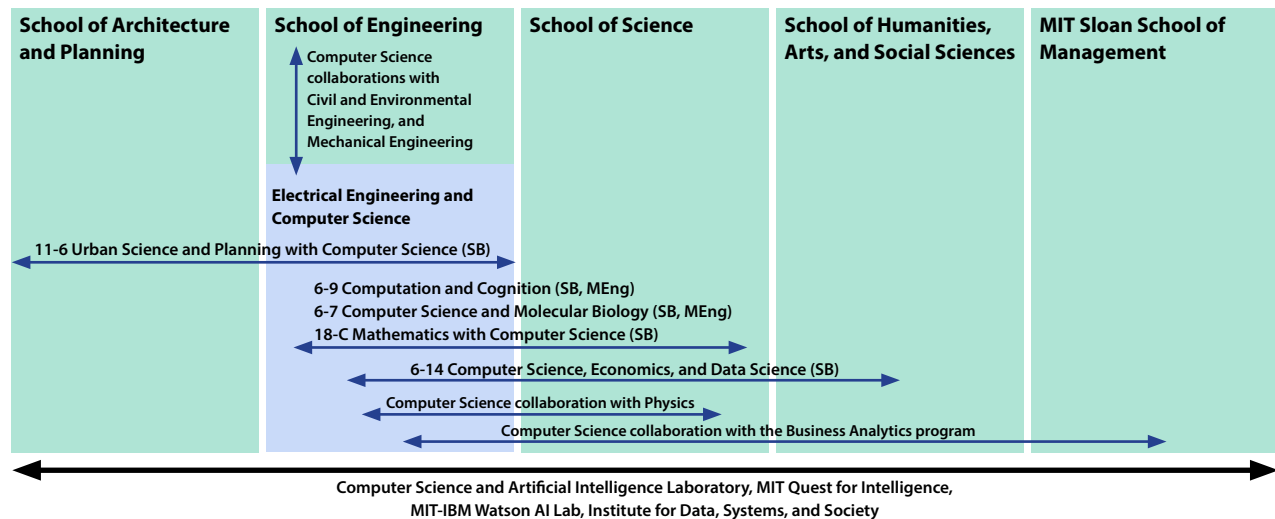 School of Architecture
and Planning
School of Engineering
Computer Science
collaborations with
Civil and Environmental
Engineering, and
Mechanical Engineering
School of Science
School of Humanities,
Arts, and Social Sciences
MIT Sloan School of
Management
Electrical Engineering and
Computer Science
11-6 Urban Science and Planning with Computer Science (SB)
6-9 Computation and Cognition (SB, MEng)
6-7 Computer Science and Molecular Biology (SB, MEng)
18-C Mathematics with Computer Science (SB)
6-14 Computer Science, Economics, and Data Science (SB)
Computer Science collaboration with Physics
Computer Science collaboration with the Business Analytics program
Computer Science and Artificial Intelligence Laboratory, MIT Quest for Intelligence,
MIT-IBM Watson AI Lab, Institute for Data, Systems, and Society